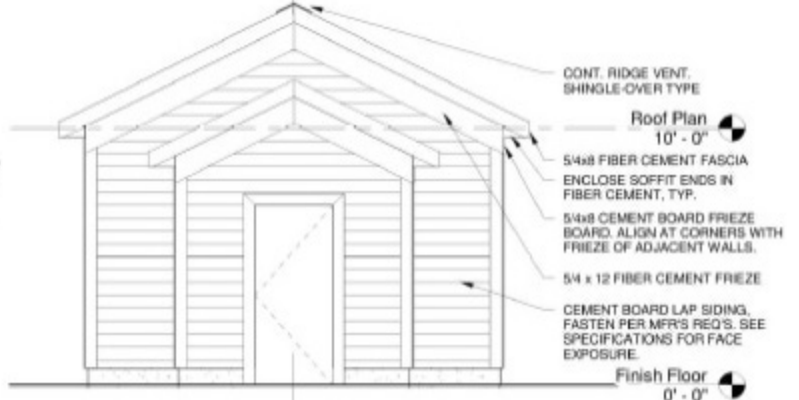 CONT. RIDGE VENT.
SHINGLE-OVER TYPE
Roof Plan
10' - 0"
5/4x8 FIBER CEMENT FASCIA
ENCLOSE SOFFIT ENDS IN
FIBER CEMENT, TYP.
5/4x8 CEMENT BOARD FRIEZE
BOARD. ALIGN AT CORNERS WITH
FRIEZE OF ADJACENT WALLS.
5/4 x 12 FIBER CEMENT FRIEZE
CEMENT BOARD LAP SIDING,
FASTEN PER MFR'S REQ'S. SEE
SPECIFICATIONS FOR FACE
EXPOSURE.
Finish Floor
0' - 0"